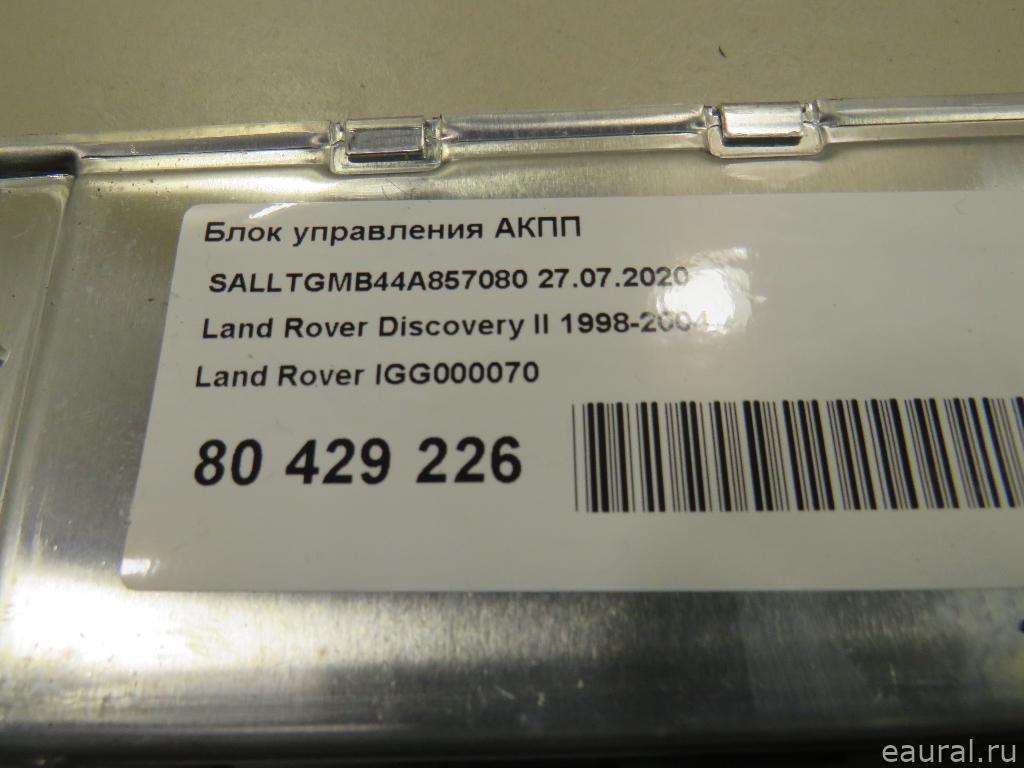 Блок управления АКПП
SALLTGMB44A857080 27.07.2020
Land Rover Discovery II 1998-2004
Land Rover IGG000070
80 429 226
eaural.ru